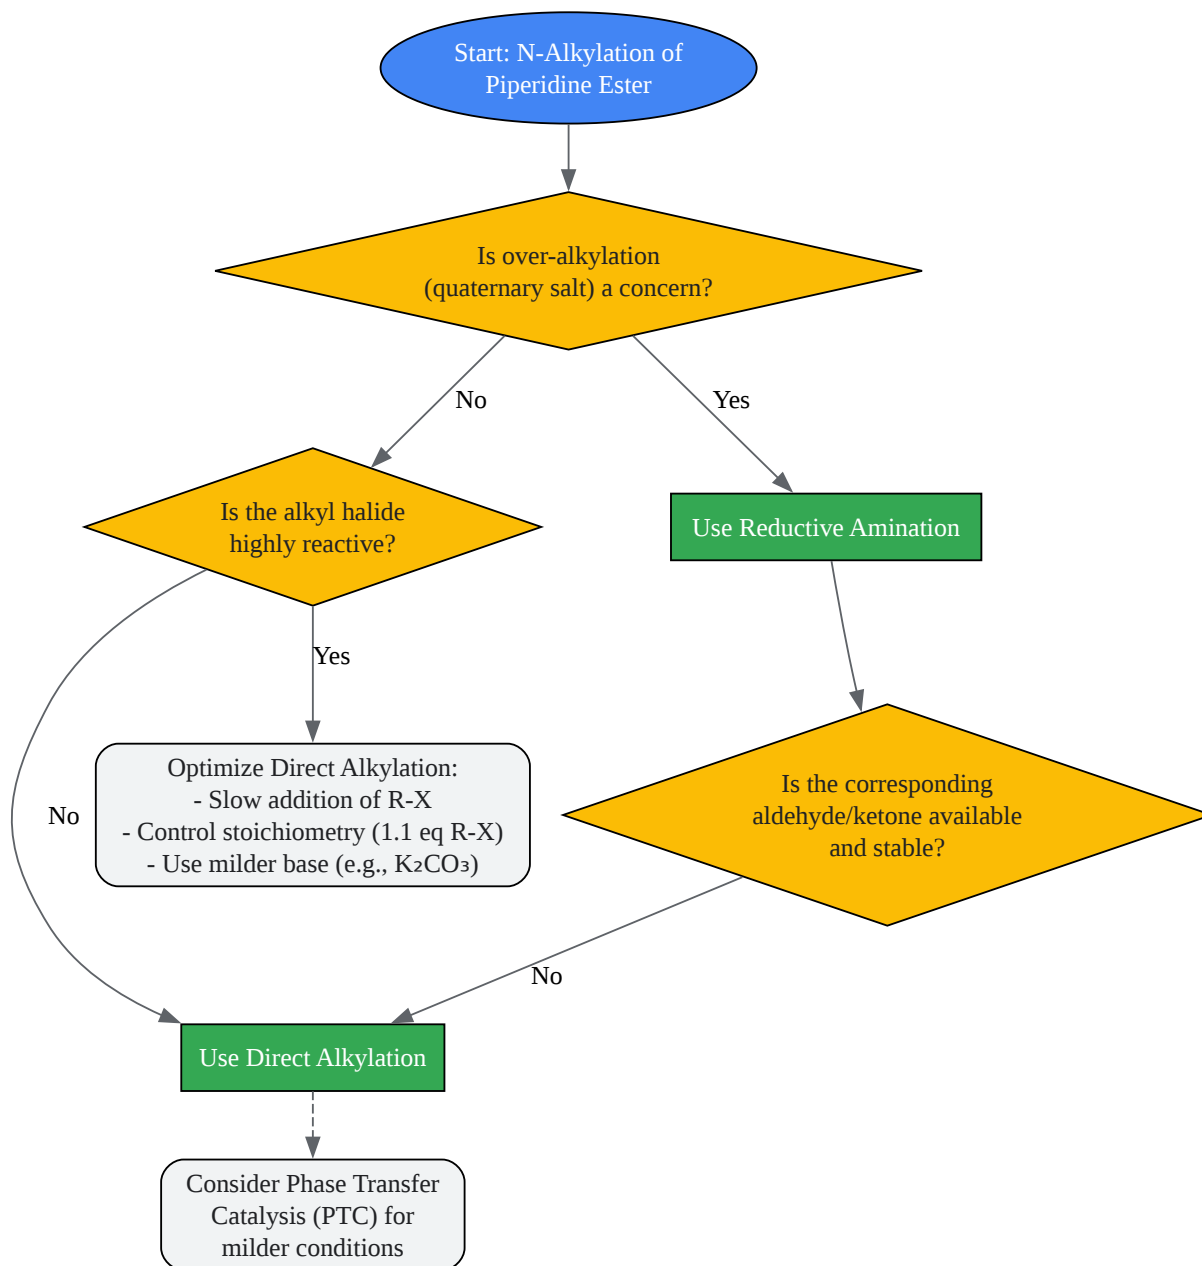 Start: N-Alkylation of
Piperidine Ester
Is over-alkylation
(quaternary salt) a concern?
No
Yes
Is the alkyl halide
highly reactive?
Use Reductive Amination
Yes
Optimize Direct Alkylation:
- Slow addition of R-X
- Control stoichiometry (1.1 eq R-X)
- Use milder base (e.g., K₂CO₃)
No
Is the corresponding
aldehyde/ketone available
and stable?
No
Use Direct Alkylation
Consider Phase Transfer
Catalysis (PTC) for
milder conditions